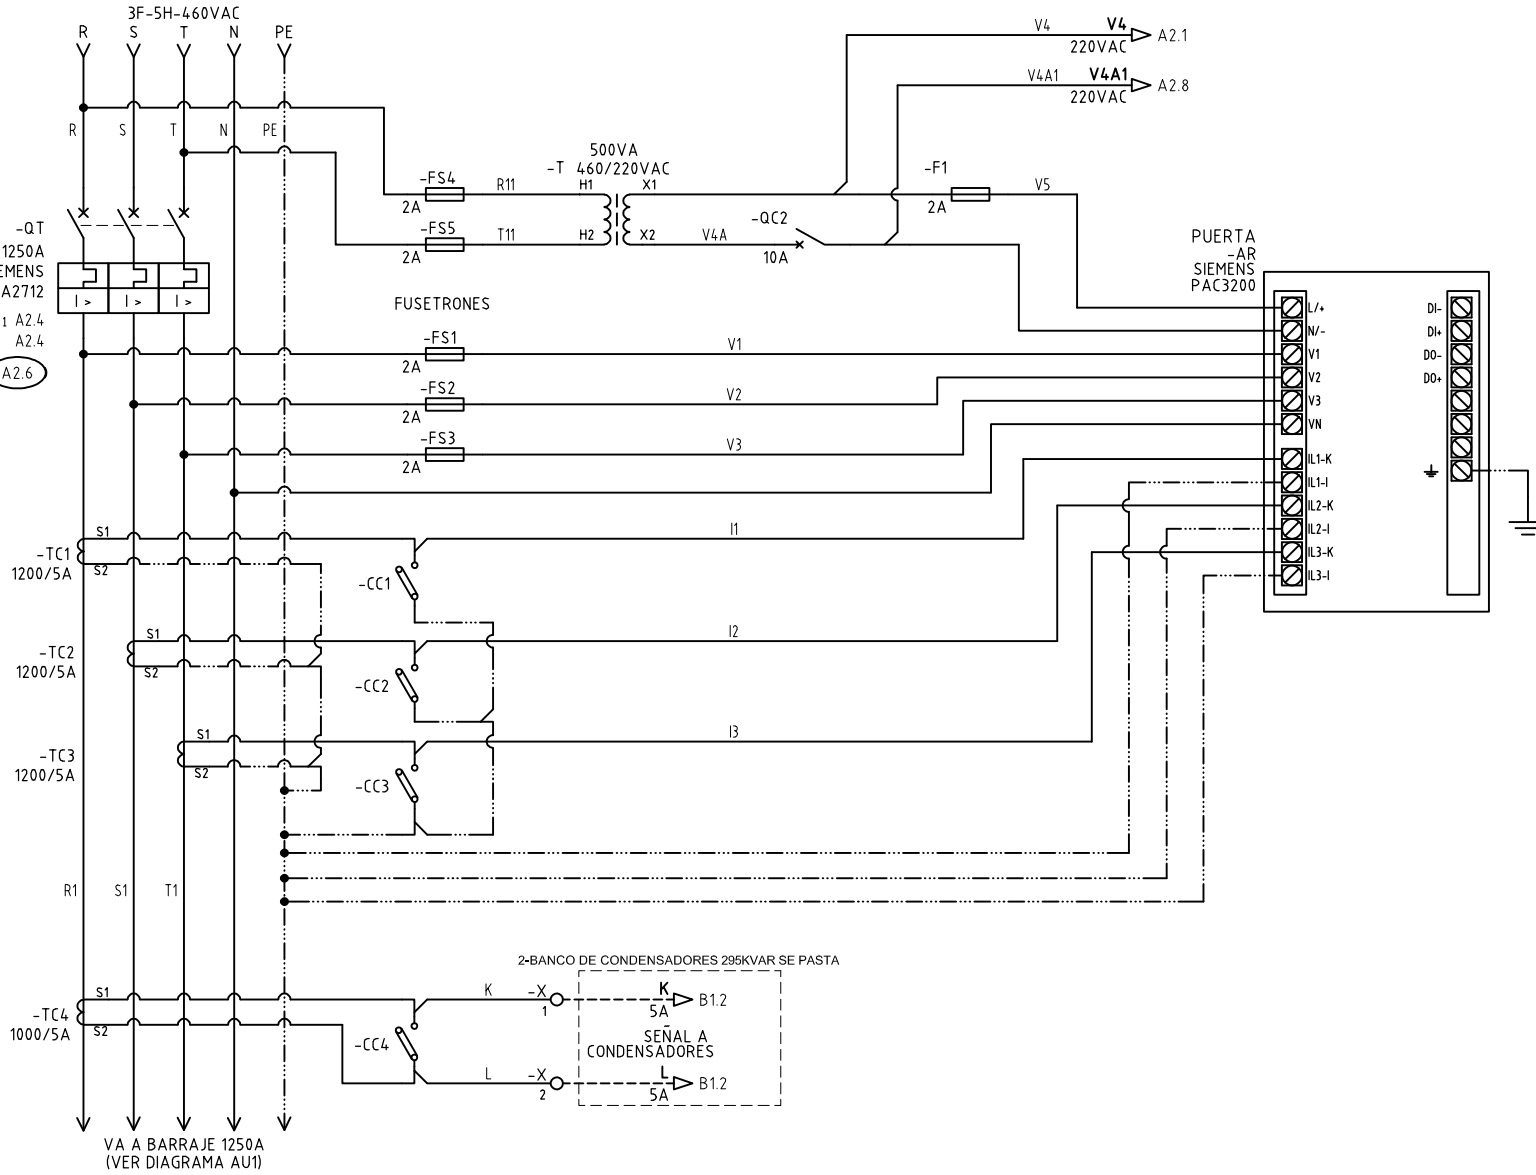 3F-5H-460VAC
R
S
T
N
PE
V4
V4
220VAC
A2.1
V4A1
V4A1
220VAC
A2.8
R
S
T
N
PE
500VA
-T 460/220VAC
-FS4
2A
R11
H1
X1
-F1
2A
V5
-QT
1250A
EMENS
A2712
1 A2.4
A2.4
A2.6
I >
I >
I >
-FS5
2A
T11
H2
X2
V4A
-QC2
10A
PUERTA
-AR
SIEMENS
PAC3200
FUSETRONES
-FS1
2A
V1
-FS2
2A
V2
-FS3
2A
V3
L/+
N/-
V1
V2
V3
VN
IL1-K
IL1-I
IL2-K
IL2-I
IL3-K
IL3-I
DI-
DI+
DO-
DO+
S1
-TC1
1200/5A
S2
-CC1
I1
S1
-TC2
1200/5A
S2
-CC2
I2
S1
-TC3
1200/5A
S2
-CC3
I3
R1
S1
T1
2-BANCO DE CONDENSADORES 295KVAR SE PASTA
S1
-TC4
1000/5A
S2
-CC4
K
-X
1
K
5A
B1.2
SEÑAL A
CONDENSADORES
L
-X
2
L
5A
B1.2
VA A BARRAJE 1250A
(VER DIAGRAMA AU1)